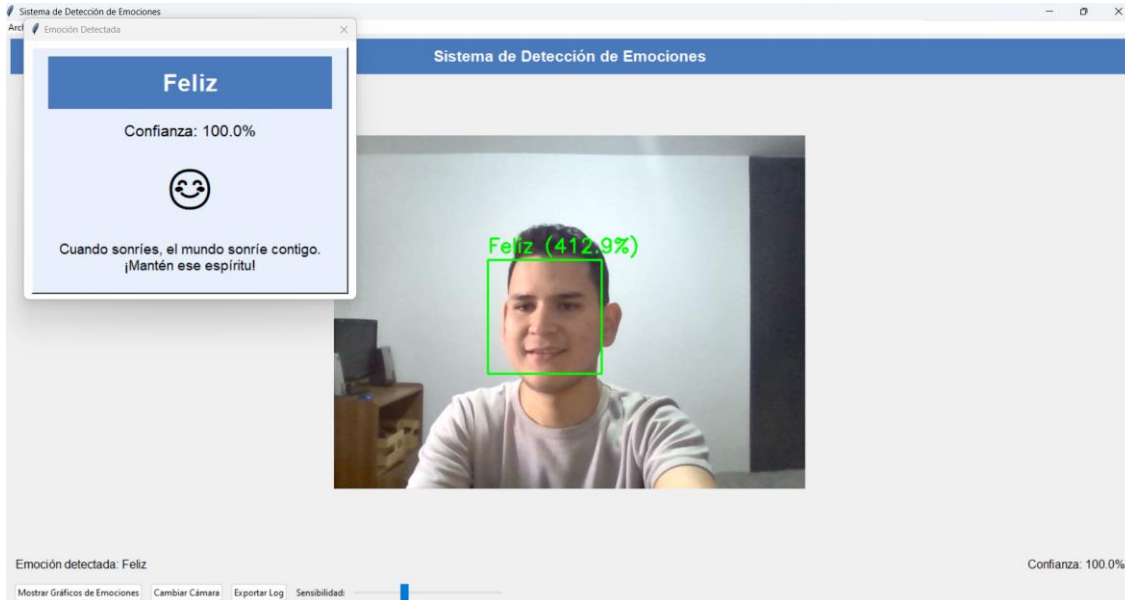 Sistema de Detección de Emociones
Emoción Detectada
Sistema de Detección de Emociones
Feliz
Confianza: 100.0%
Cuando sonríes, el mundo sonríe contigo.
¡Mantén ese espíritu!
Feliz (412.9%)
Emoción detectada: Feliz
Confianza: 100.0%
Mostrar Gráficos de Emociones Cambiar Cámara Exportar Log Sensibilidad: